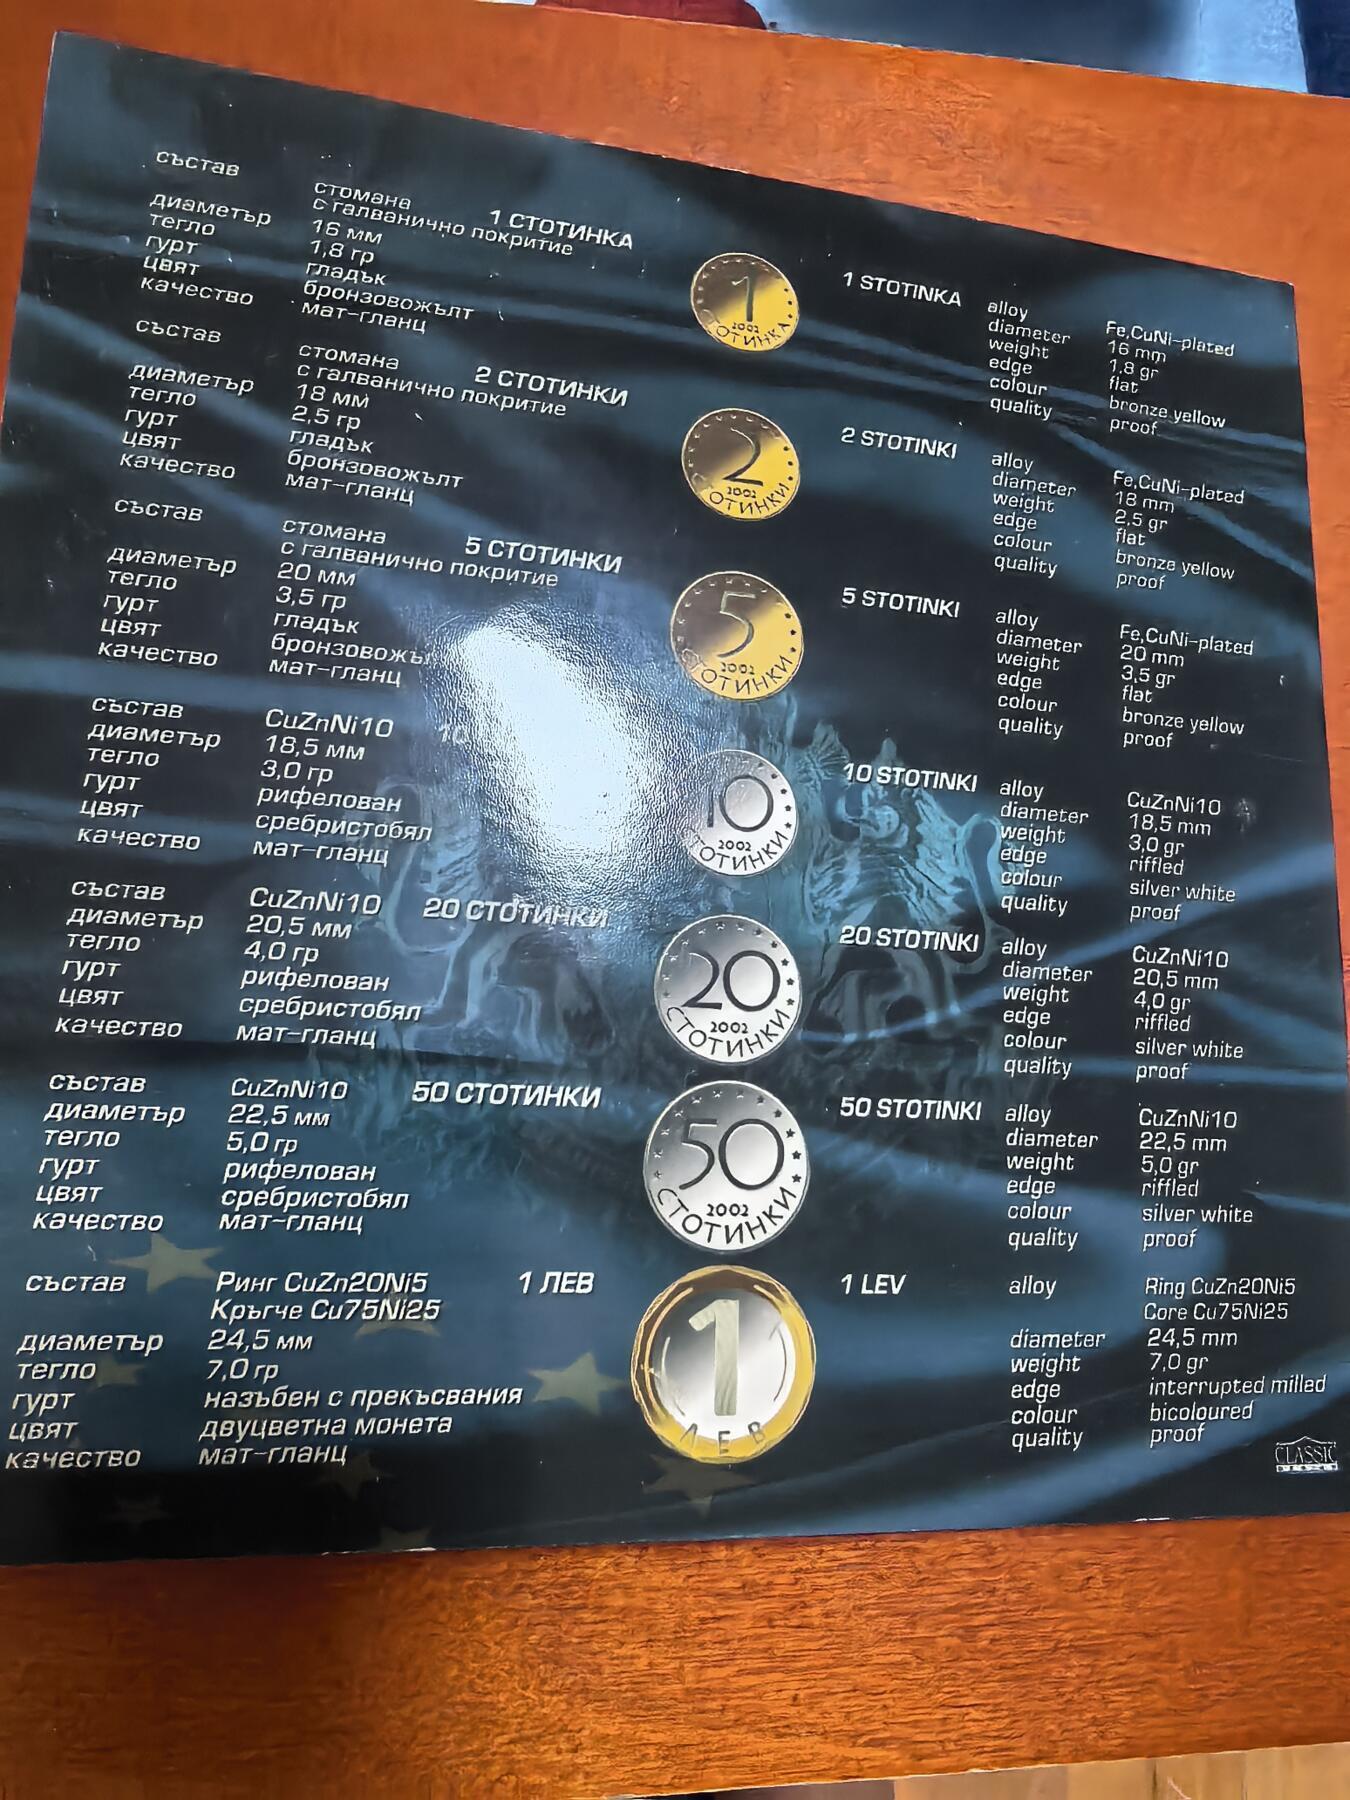 1 СТОТИНКА
състав стомана
с галванично покритие
диаметър 16 мм
тегло 1,8 гр
гурт гладък
цвят бронзовожълт
качество мат-гланц
1
2002
СТОТИНКА
1 STOTINKA
alloy Fe,CuNi-plated
diameter 16 mm
weight 1,8 gr
edge flat
colour bronze yellow
quality proof
2 СТОТИНКИ
състав стомана
с галванично покритие
диаметър 18 мм
тегло 2,5 гр
гурт гладък
цвят бронзовожълт
качество мат-гланц
2
2002
СТОТИНКИ
2 STOTINKI
alloy Fe,CuNi-plated
diameter 18 mm
weight 2,5 gr
edge flat
colour bronze yellow
quality proof
5 СТОТИНКИ
състав стомана
с галванично покритие
диаметър 20 мм
тегло 3,5 гр
гурт гладък
цвят бронзовожъ
качество мат-гланц
5
2002
СТОТИНКИ
5 STOTINKI
alloy Fe,CuNi-plated
diameter 20 mm
weight 3,5 gr
edge flat
colour bronze yellow
quality proof
10
състав CuZnNi10
диаметър 18,5 мм
тегло 3,0 гр
гурт рифелован
цвят сребристобял
качество мат-гланц
10
2002
СТОТИНКИ
10 STOTINKI
alloy CuZnNi10
diameter 18,5 mm
weight 3,0 gr
edge riffled
colour silver white
quality proof
20 СТОТИНКИ
състав CuZnNi10
диаметър 20,5 мм
тегло 4,0 гр
гурт рифелован
цвят сребристобял
качество мат-гланц
20
2002
СТОТИНКИ
20 STOTINKI
alloy CuZnNi10
diameter 20,5 mm
weight 4,0 gr
edge riffled
colour silver white
quality proof
50 СТОТИНКИ
състав CuZnNi10
диаметър 22,5 мм
тегло 5,0 гр
гурт рифелован
цвят сребристобял
качество мат-гланц
50
2002
СТОТИНКИ
50 STOTINKI
alloy CuZnNi10
diameter 22,5 mm
weight 5,0 gr
edge riffled
colour silver white
quality proof
1 ЛЕВ
състав Ринг CuZn20Ni5
Кръгче Cu75Ni25
диаметър 24,5 мм
тегло 7,0 гр
гурт назъбен с прекъсвания
цвят двуцветна монета
качество мат-гланц
1
ЛЕВ
1 LEV
alloy Ring CuZn20Ni5
Core Cu75Ni25
diameter 24,5 mm
weight 7,0 gr
edge interrupted milled
colour bicoloured
quality proof
CLASSIC